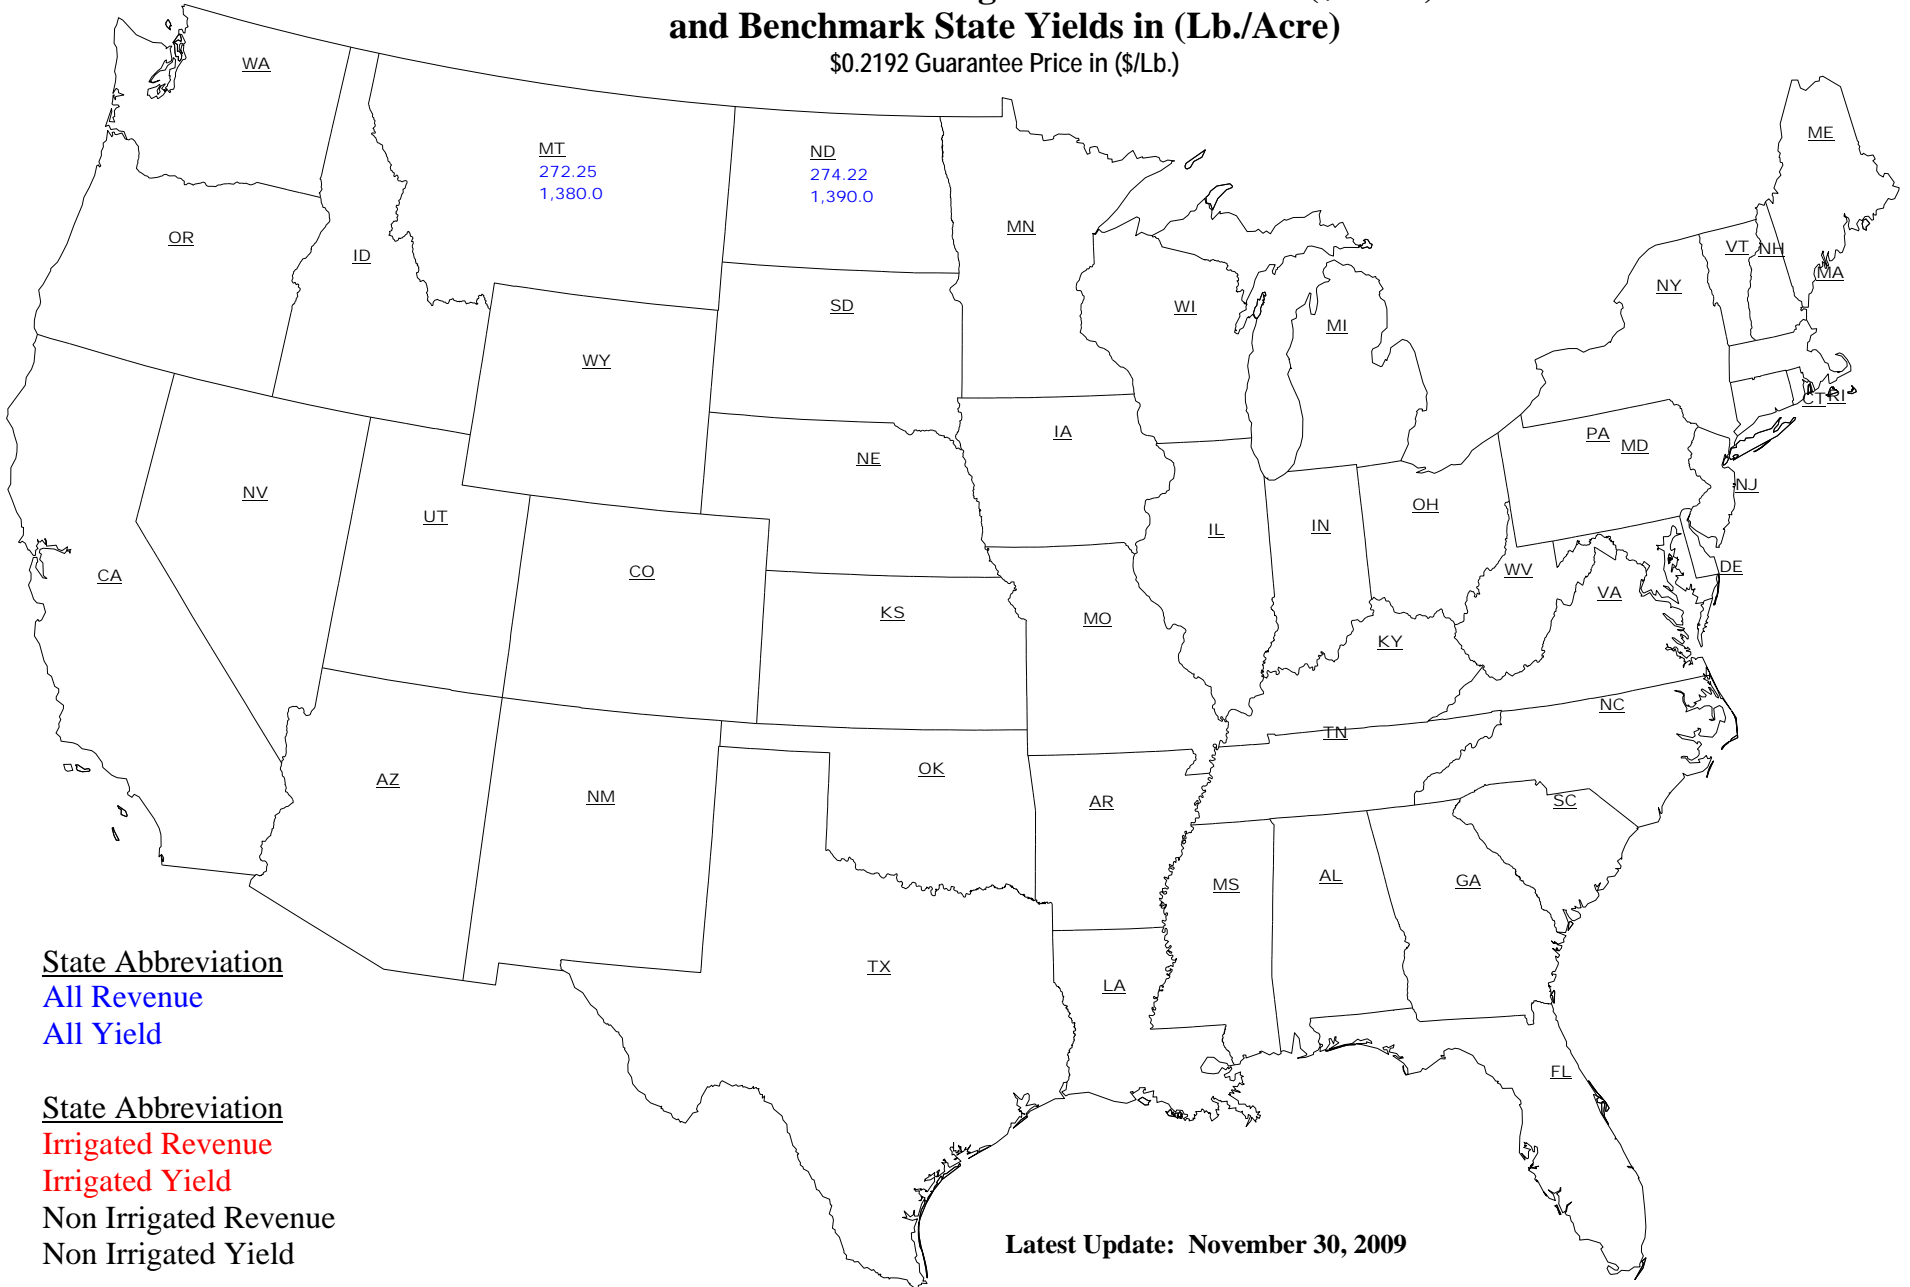 and Benchmark State Yields in (Lb./Acre)
$0.2192 Guarantee Price in ($/Lb.)
WA
MT
272.25
1,380.0
ND
274.22
1,390.0
ME
MN
OR
ID
VT
NH
MA
NY
SD
WI
MI
WY
CT
RI
IA
PA
MD
NE
NV
UT
NJ
OH
IN
IL
CA
CO
WV
DE
VA
KS
MO
KY
NC
TN
AZ
NM
OK
AR
SC
MS
AL
GA
TX
LA
FL
State Abbreviation
All Revenue
All Yield
State Abbreviation
Irrigated Revenue
Irrigated Yield
Non Irrigated Revenue
Non Irrigated Yield
Latest Update: November 30, 2009